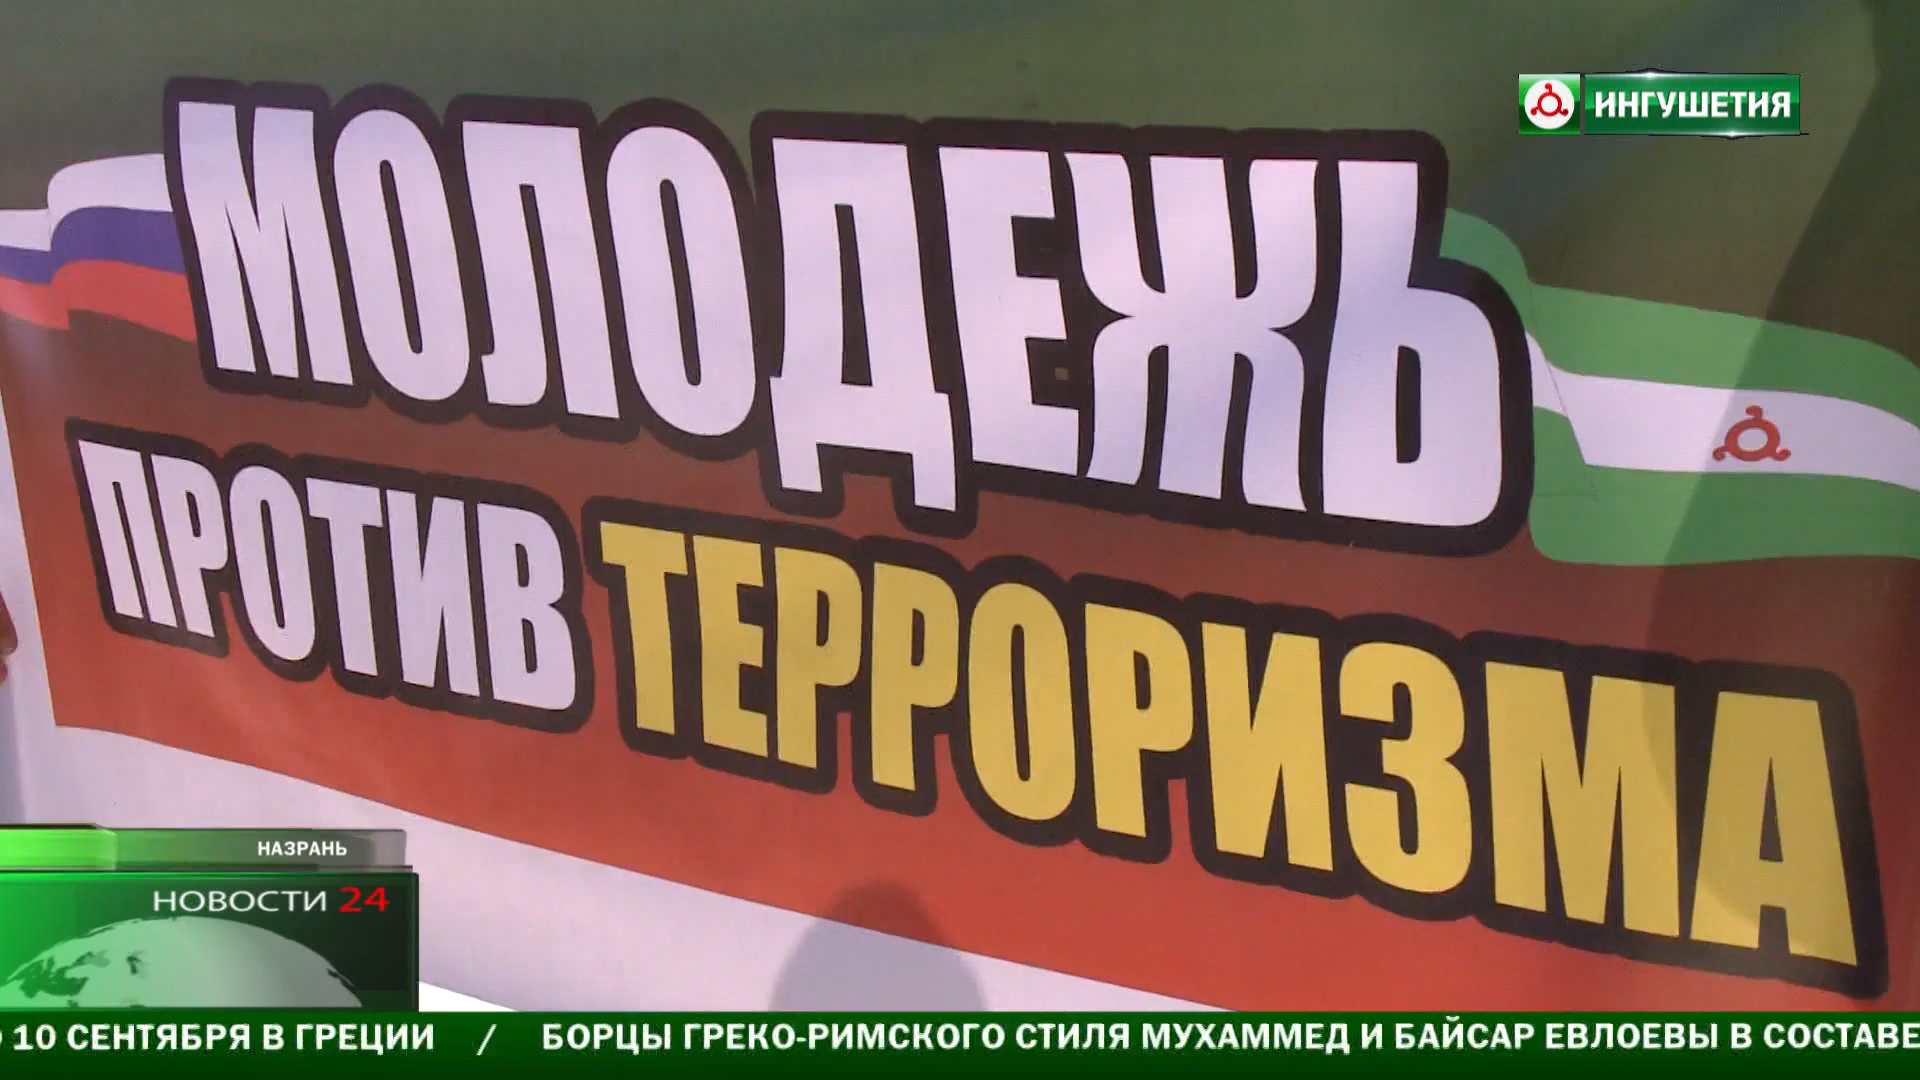 ИНГУШЕТИЯ
МОЛОДЕЖЬ
ПРОТИВ ТЕРРОРИЗМА
НАЗРАНЬ
НОВОСТИ 24
10 СЕНТЯБРЯ В ГРЕЦИИ / БОРЦЫ ГРЕКО-РИМСКОГО СТИЛЯ МУХАММЕД И БАЙСАР ЕВЛОЕВЫ В СОСТАВЕ